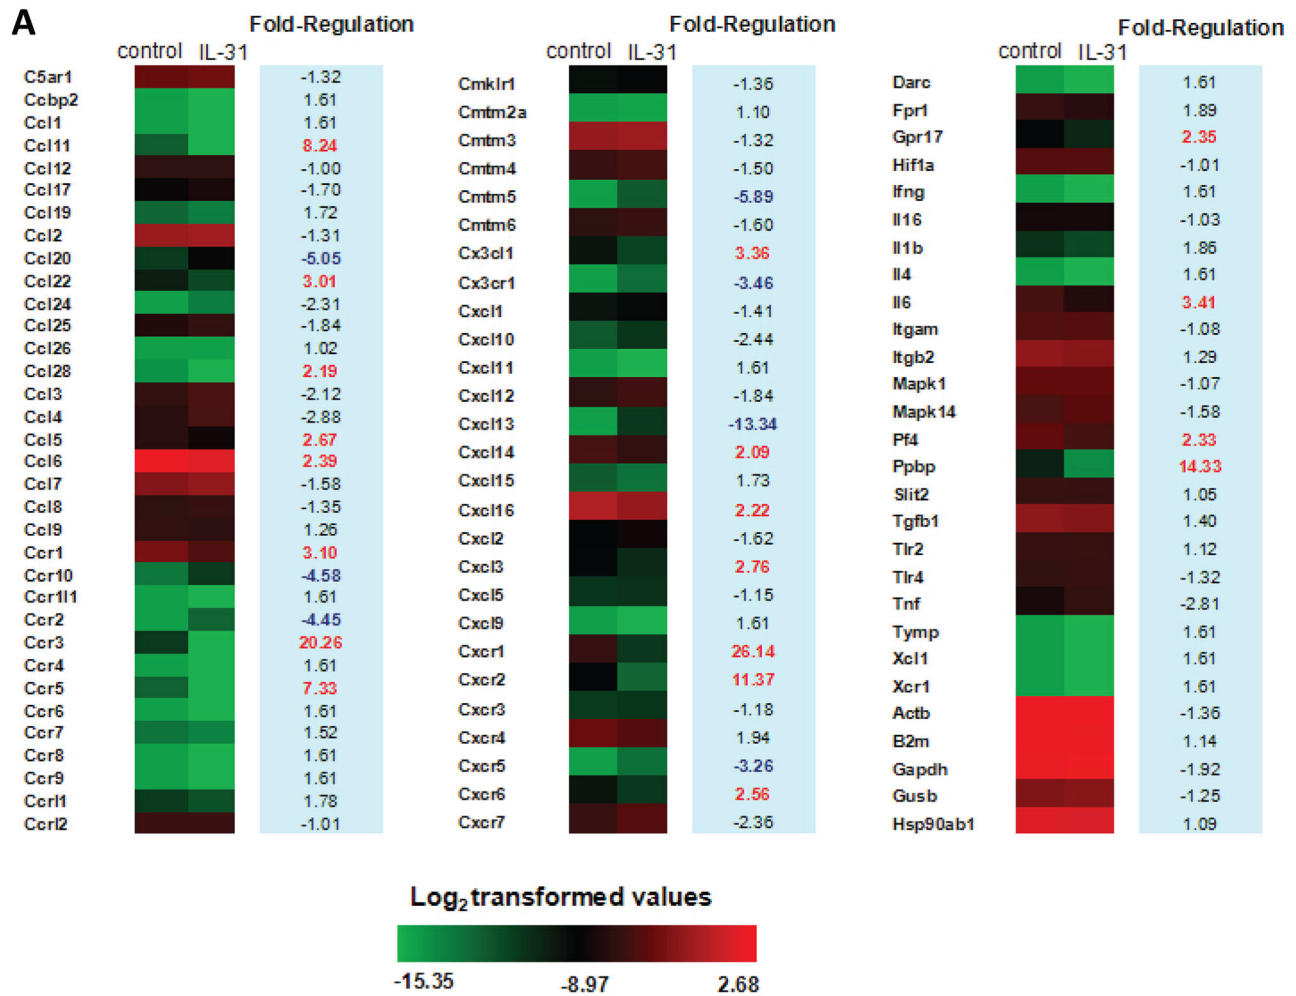 A
Fold-Regulation
control IL-31
C5ar1 -1.32
Ccbp2 1.61
Ccl1 1.61
Ccl11 8.24
Ccl12 -1.00
Ccl17 -1.70
Ccl19 1.72
Ccl2 -1.31
Ccl20 -5.05
Ccl22 3.01
Ccl24 -2.31
Ccl25 -1.84
Ccl26 1.02
Ccl28 2.19
Ccl3 -2.12
Ccl4 -2.88
Ccl5 2.67
Ccl6 2.39
Ccl7 -1.58
Ccl8 -1.35
Ccl9 1.26
Ccr1 3.10
Ccr10 -4.58
Ccr1l1 1.61
Ccr2 -4.45
Ccr3 20.26
Ccr4 1.61
Ccr5 7.33
Ccr6 1.61
Ccr7 1.52
Ccr8 1.61
Ccr9 1.61
Ccrl1 1.78
Ccrl2 -1.01
Fold-Regulation
control IL-31
Cmklr1 -1.36
Cmtm2a 1.10
Cmtm3 -1.32
Cmtm4 -1.50
Cmtm5 -5.89
Cmtm6 -1.60
Cx3cl1 3.36
Cx3cr1 -3.46
Cxcl1 -1.41
Cxcl10 -2.44
Cxcl11 1.61
Cxcl12 -1.84
Cxcl13 -13.34
Cxcl14 2.09
Cxcl15 1.73
Cxcl16 2.22
Cxcl2 -1.62
Cxcl3 2.76
Cxcl5 -1.15
Cxcl9 1.61
Cxcr1 26.14
Cxcr2 11.37
Cxcr3 -1.18
Cxcr4 1.94
Cxcr5 -3.26
Cxcr6 2.56
Cxcr7 -2.36
Fold-Regulation
control IL-31
Darc 1.61
Fpr1 1.89
Gpr17 2.35
Hif1a -1.01
Ifng 1.61
Il16 -1.03
Il1b 1.86
Il4 1.61
Il6 3.41
Itgam -1.08
Itgb2 1.29
Mapk1 -1.07
Mapk14 -1.58
Pf4 2.33
Ppbp 14.33
Slit2 1.05
Tgfb1 1.40
Tlr2 1.12
Tlr4 -1.32
Tnf -2.81
Tymp 1.61
Xcl1 1.61
Xcr1 1.61
Actb -1.36
B2m 1.14
Gapdh -1.92
Gusb -1.25
Hsp90ab1 1.09
Log₂ transformed values
-15.35 -8.97 2.68